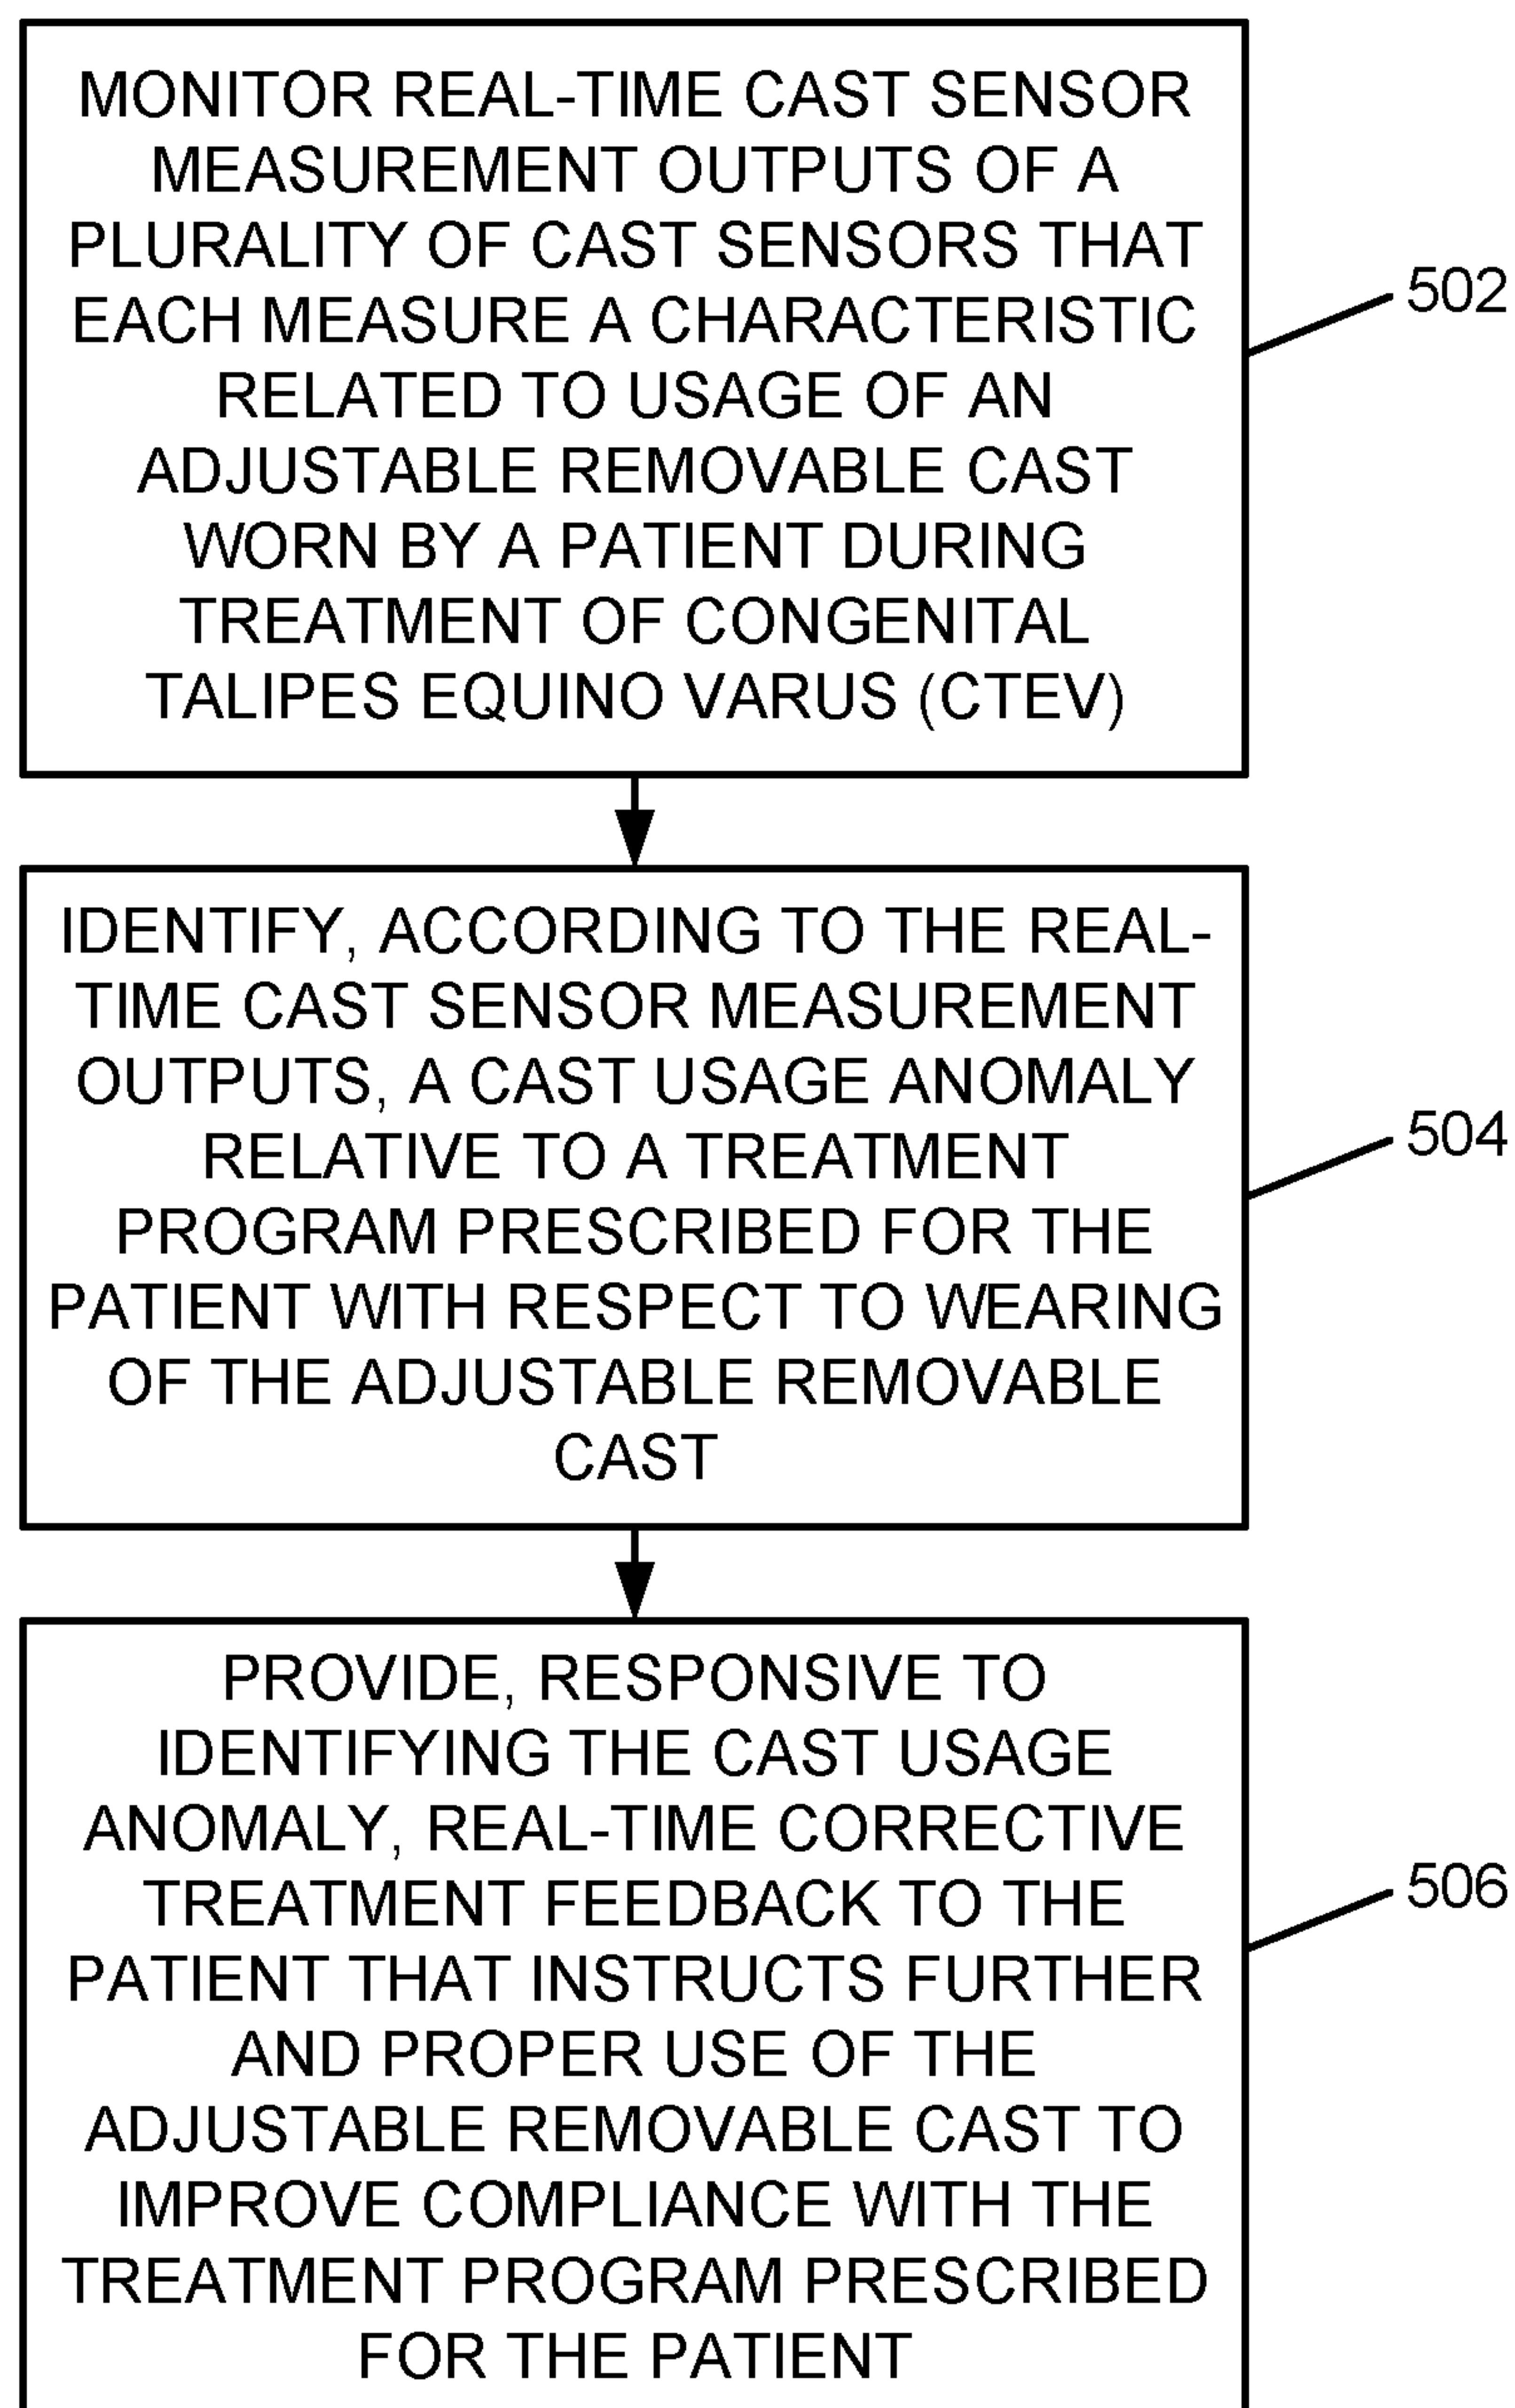 MONITOR REAL-TIME CAST SENSOR
MEASUREMENT OUTPUTS OF A
PLURALITY OF CAST SENSORS THAT
EACH MEASURE A CHARACTERISTIC
RELATED TO USAGE OF AN
ADJUSTABLE REMOVABLE CAST
WORN BY A PATIENT DURING
TREATMENT OF CONGENITAL
TALIPES EQUINO VARUS (CTEV)
502
IDENTIFY, ACCORDING TO THE REAL-
TIME CAST SENSOR MEASUREMENT
OUTPUTS, A CAST USAGE ANOMALY
RELATIVE TO A TREATMENT
PROGRAM PRESCRIBED FOR THE
PATIENT WITH RESPECT TO WEARING
OF THE ADJUSTABLE REMOVABLE
CAST
504
PROVIDE, RESPONSIVE TO
IDENTIFYING THE CAST USAGE
ANOMALY, REAL-TIME CORRECTIVE
TREATMENT FEEDBACK TO THE
PATIENT THAT INSTRUCTS FURTHER
AND PROPER USE OF THE
ADJUSTABLE REMOVABLE CAST TO
IMPROVE COMPLIANCE WITH THE
TREATMENT PROGRAM PRESCRIBED
FOR THE PATIENT
506